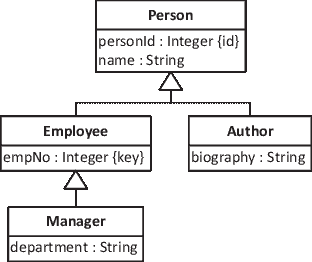 Person
personId : Integer {id}
name : String
Employee
empNo : Integer {key}
Author
biography : String
Manager
department : String